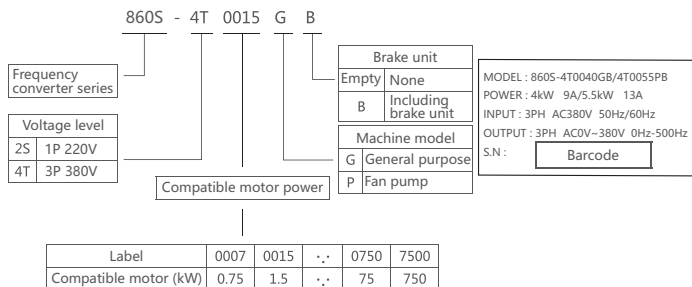 860S - 4T 0015 G B
Frequency
converter series
Voltage level
2S 1P 220V
4T 3P 380V
Compatible motor power
Brake unit
Empty None
B Including
brake unit
Machine model
G General purpose
P Fan pump
MODEL : 860S-4T0040GB/4T0055PB
POWER : 4kW 9A/5.5kW 13A
INPUT : 3PH AC380V 50Hz/60Hz
OUTPUT : 3PH AC0V~380V 0Hz-500Hz
S.N : Barcode
Label 0007 0015 ·.· 0750 7500
Compatible motor (kW) 0.75 1.5 ·.· 75 750